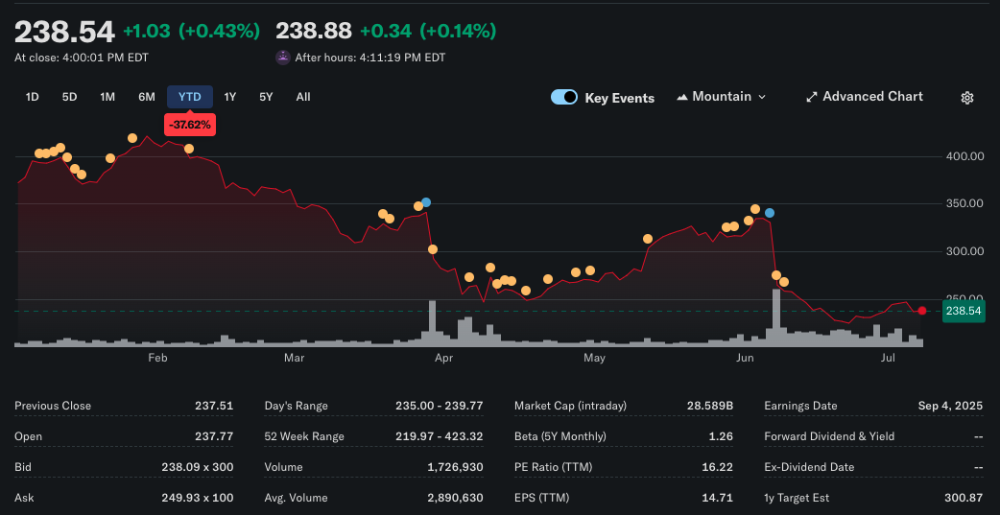 238.54 +1.03 (+0.43%) 238.88 +0.34 (+0.14%)
At close: 4:00:01 PM EDT After hours: 4:11:19 PM EDT
1D 5D 1M 6M YTD 1Y 5Y All Key Events Mountain Advanced Chart
-37.62%
400.00
350.00
300.00
250.00
238.54
Feb Mar Apr May Jun Jul
Previous Close 237.51 Day's Range 235.00 - 239.77 Market Cap (intraday) 28.589B Earnings Date Sep 4, 2025
Open 237.77 52 Week Range 219.97 - 423.32 Beta (5Y Monthly) 1.26 Forward Dividend & Yield --
Bid 238.09 x 300 Volume 1,726,930 PE Ratio (TTM) 16.22 Ex-Dividend Date --
Ask 249.93 x 100 Avg. Volume 2,890,630 EPS (TTM) 14.71 1y Target Est 300.87